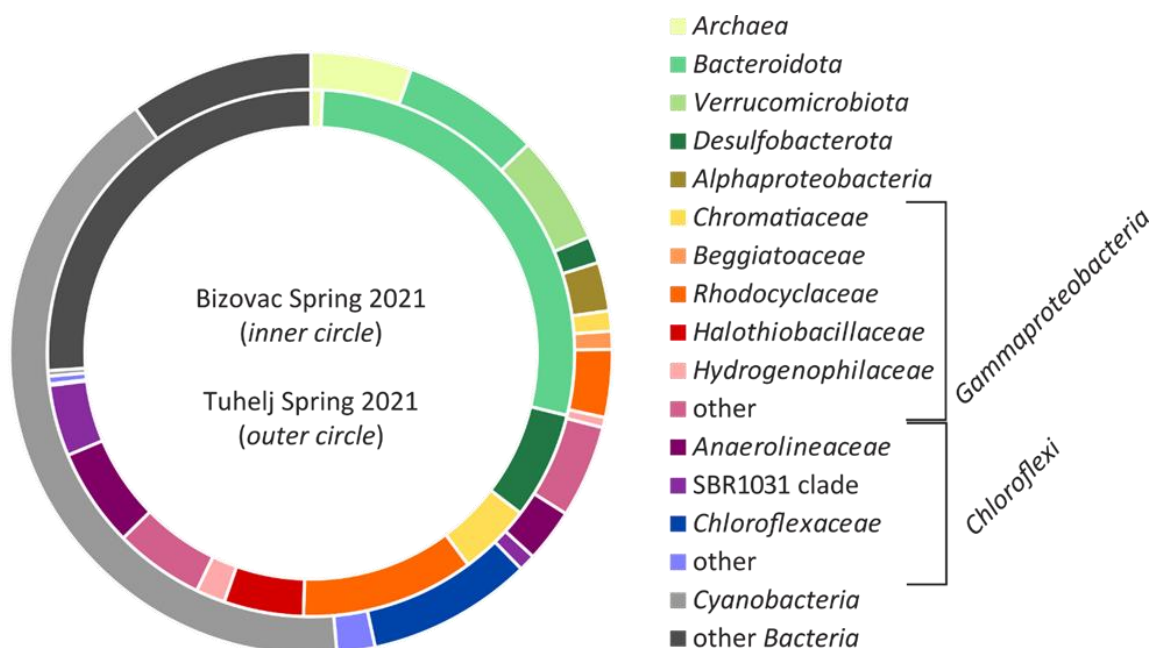 Bizovac Spring 2021
(inner circle)
Tuhelj Spring 2021
(outer circle)
Archaea
Bacteroidota
Verrucomicrobiota
Desulfobacterota
Alphaproteobacteria
Chromatiaceae
Beggiatoaceae
Rhodocyclaceae
Halothiobacillaceae
Hydrogenophilaceae
other
Gammaproteobacteria
Anaerolineaceae
SBR1031 clade
Chloroflexaceae
other
Chloroflexi
Cyanobacteria
other Bacteria